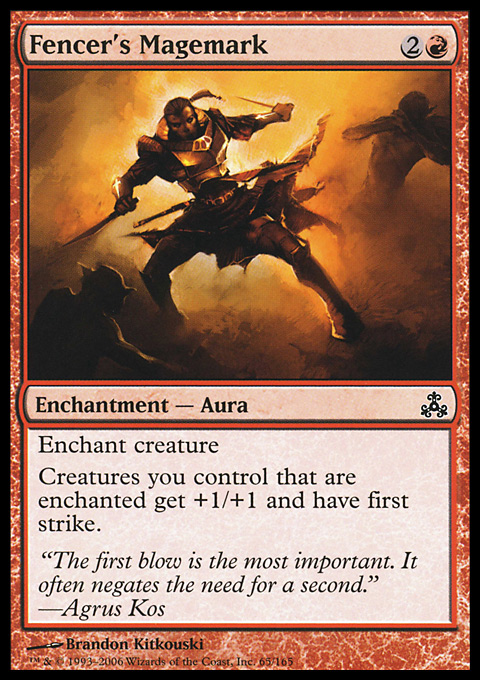 Fencer's Magemark 2
Enchantment — Aura
Enchant creature
Creatures you control that are
enchanted get +1/+1 and have first
strike.
"The first blow is the most important. It
often negates the need for a second."
—Agrus Kos
Brandon Kitkouski
™ & © 1993–2006 Wizards of the Coast, Inc. 65/165